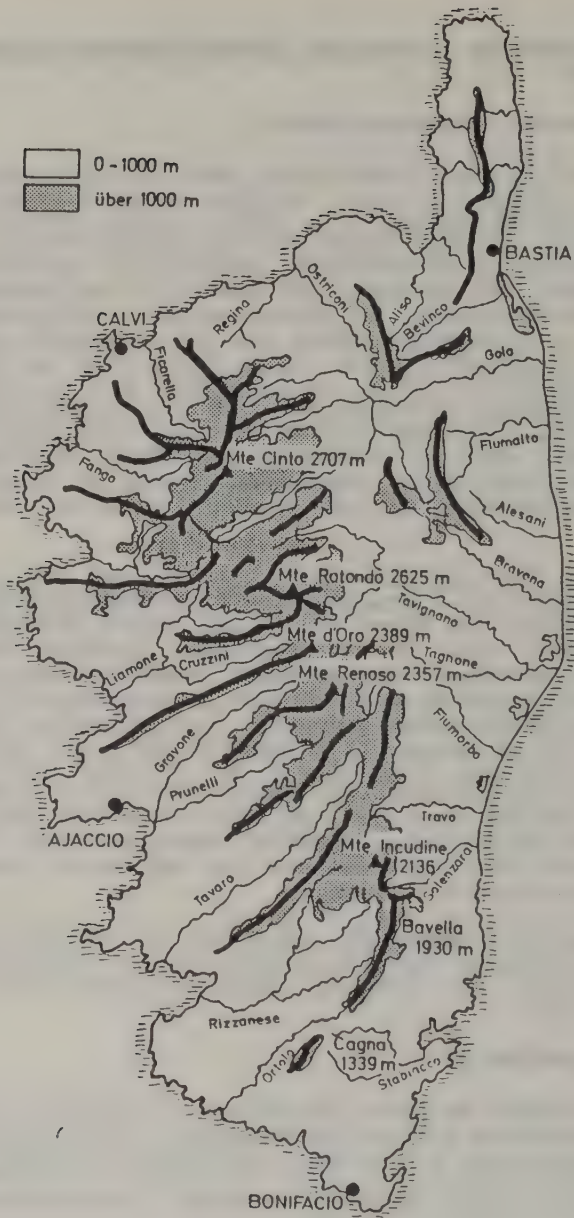 0 - 1000 m
über 1000 m
BASTIA
Ostriconi
Aliso
Bevinco
Regina
CALVI
Ficarella
Golo
Mte Cinto 2707 m
Fango
Fiumalto
Alesani
Bravona
Mte Rotondo 2625 m
Tavignano
Mte d'Oro 2389 m
Tagnone
Liamone
Cruzzini
Mte Renoso 2357 m
Fiumorbo
Gravone
Prunelli
AJACCIO
Travo
Mte Incudine
2136
Solenzara
Tavaro
Bavella
1930 m
Rizzanese
Ortolo
Cagna
1339 m
Stabiacco
BONIFACIO